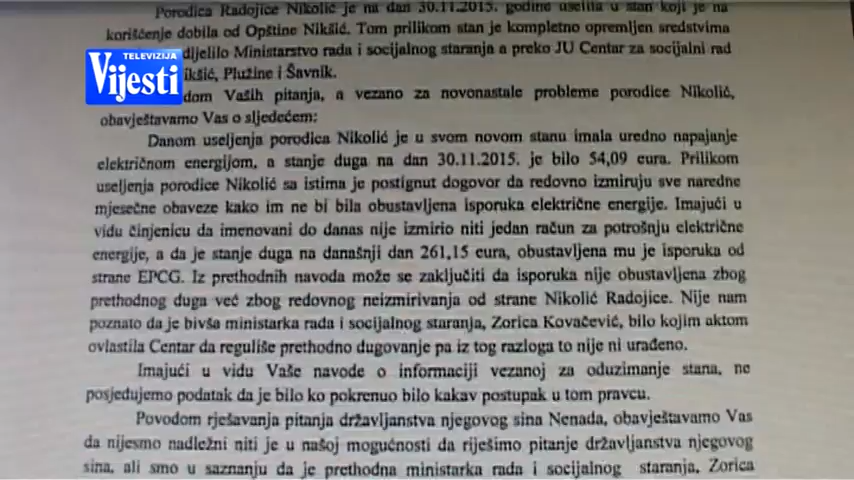 Porodica Radojice Nikolić je na dan 30.11.2015. godine uselila u stan koji je na
korišćenje dobila od Opštine Nikšić. Tom prilikom stan je kompletno opremljen sredstvima
dijelilo Ministarstvo rada i socijalnog staranja a preko JU Centar za socijalni rad
TELEVIZIJA
Vijesti
ikšić, Plužine i Šavnik.
dom Vaših pitanja, a vezano za novonastale probleme porodice Nikolić,
obavještavamo Vas o sljedećem:
Danom useljenja porodica Nikolić je u svom novom stanu imala uredno napajanje
električnom energijom, a stanje duga na dan 30.11.2015. je bilo 54,09 eura. Prilikom
useljenja porodice Nikolić sa istima je postignut dogovor da redovno izmiruju sve naredne
mjesečne obaveze kako im ne bi bila obustavljena isporuka električne energije. Imajući u
vidu činjenicu da imenovani do danas nije izmirio niti jedan račun za potrošnju električne
energije, a da je stanje duga na današnji dan 261,15 eura, obustavljena mu je isporuka od
strane EPCG. Iz prethodnih navoda može se zaključiti da isporuka nije obustavljena zbog
prethodnog duga već zbog redovnog neizmirivanja od strane Nikolić Radojice. Nije nam
poznato da je bivša ministarka rada i socijalnog staranja, Zorica Kovačević, bilo kojim aktom
ovlastila Centar da reguliše prethodno dugovanje pa iz tog razloga to nije ni urađeno.
Imajući u vidu Vaše navode o informaciji vezanoj za oduzimanje stana, ne
posjedujemo podatak da je bilo ko pokrenuo bilo kakav postupak u tom pravcu.
Povodom rješavanja pitanja državljanstva njegovog sina Nenada, obavještavamo Vas
da nijesmo nadležni niti je u našoj mogućnosti da riješimo pitanje državljanstva njegovog
sina, ali smo u saznanju da je prethodna ministarka rada i socijalnog staranja, Zorica